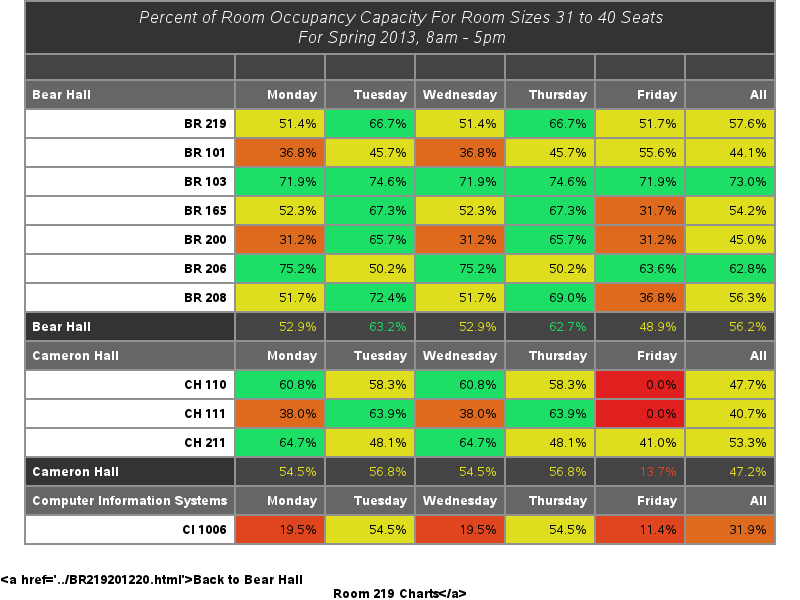 Percent of Room Occupancy Capacity For Room Sizes 31 to 40 Seats
For Spring 2013, 8am - 5pm
Bear Hall Monday Tuesday Wednesday Thursday Friday All
BR 219 51.4% 66.7% 51.4% 66.7% 51.7% 57.6%
BR 101 36.8% 45.7% 36.8% 45.7% 55.6% 44.1%
BR 103 71.9% 74.6% 71.9% 74.6% 71.9% 73.0%
BR 165 52.3% 67.3% 52.3% 67.3% 31.7% 54.2%
BR 200 31.2% 65.7% 31.2% 65.7% 31.2% 45.0%
BR 206 75.2% 50.2% 75.2% 50.2% 63.6% 62.8%
BR 208 51.7% 72.4% 51.7% 69.0% 36.8% 56.3%
Bear Hall 52.9% 63.2% 52.9% 62.7% 48.9% 56.2%
Cameron Hall Monday Tuesday Wednesday Thursday Friday All
CH 110 60.8% 58.3% 60.8% 58.3% 0.0% 47.7%
CH 111 38.0% 63.9% 38.0% 63.9% 0.0% 40.7%
CH 211 64.7% 48.1% 64.7% 48.1% 41.0% 53.3%
Cameron Hall 54.5% 56.8% 54.5% 56.8% 13.7% 47.2%
Computer Information Systems Monday Tuesday Wednesday Thursday Friday All
CI 1006 19.5% 54.5% 19.5% 54.5% 11.4% 31.9%
<a href='../BR219201220.html'>Back to Bear Hall
Room 219 Charts</a>